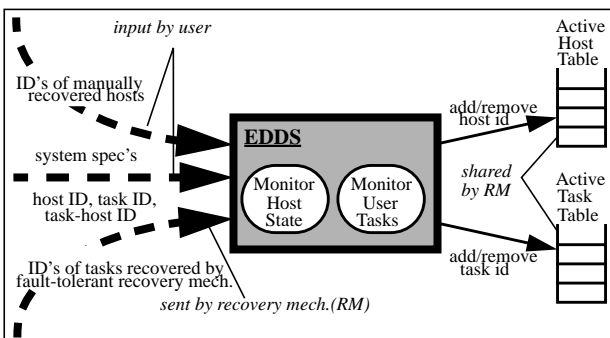 input by user
ID's of manually
recovered hosts
system spec's
host ID, task ID,
task-host ID
ID's of tasks recovered by
fault-tolerant recovery mech.
sent by recovery mech.(RM)
EDDS
Monitor
Host
State
Monitor
User
Tasks
add/remove
host id
add/remove
task id
Active
Host
Table
shared
by RM
Active
Task
Table